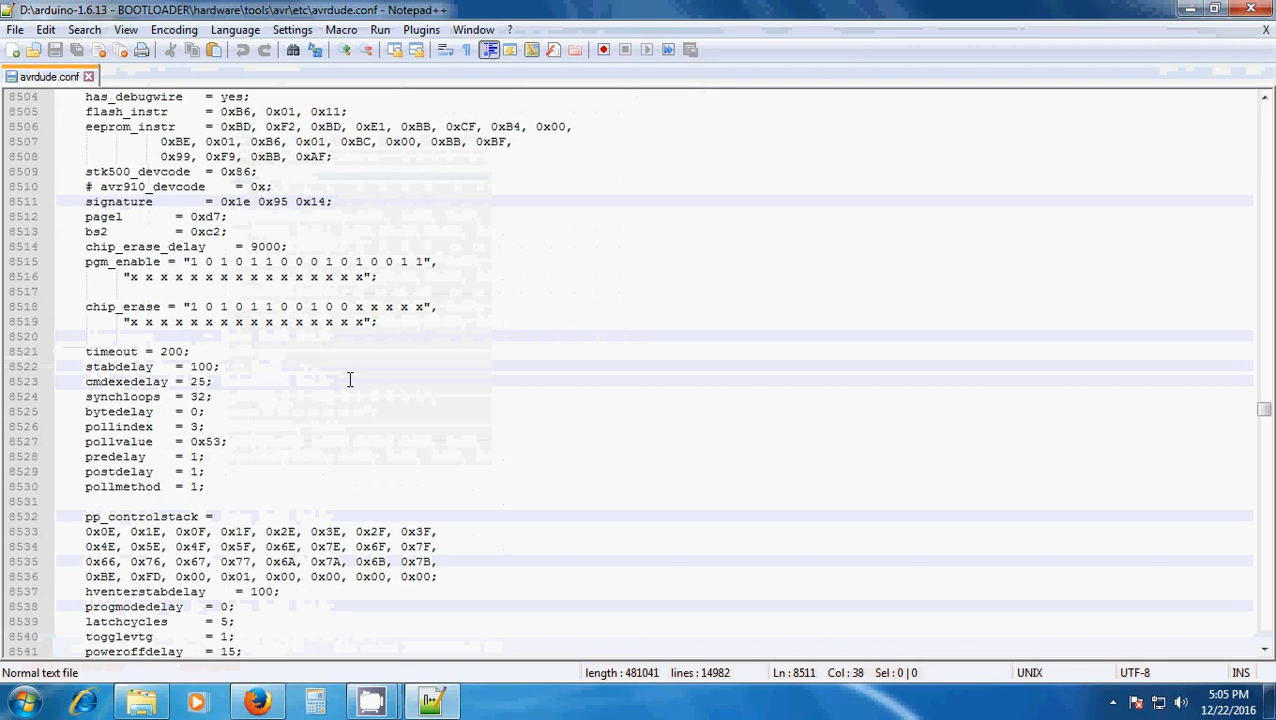 D:\arduino-1.6.13 - BOOTLOADER\hardware\tools\avr\etc\avrdude.conf - Notepad++
File Edit Search View Encoding Language Settings Macro Run Plugins Window ? X
avrdude.conf
8504 has_debugwire = yes;
8505 flash_instr = 0xB6, 0x01, 0x11;
8506 eeprom_instr = 0xBD, 0xF2, 0xBD, 0xE1, 0xBB, 0xCF, 0xB4, 0x00,
8507 0xBE, 0x01, 0xB6, 0x01, 0xBC, 0x00, 0xBB, 0xBF,
8508 0x99, 0xF9, 0xBB, 0xAF;
8509 stk500_devcode = 0x86;
8510 # avr910_devcode = 0x;
8511 signature = 0x1e 0x95 0x14;
8512 pagel = 0xd7;
8513 bs2 = 0xc2;
8514 chip_erase_delay = 9000;
8515 pgm_enable = "1 0 1 0 1 1 0 0 0 1 0 1 0 0 1 1",
8516 "x x x x x x x x x x x x x x x x";
8517
8518 chip_erase = "1 0 1 0 1 1 0 0 1 0 0 x x x x x",
8519 "x x x x x x x x x x x x x x x x";
8520
8521 timeout = 200;
8522 stabdelay = 100;
8523 cmdexedelay = 25;
8524 synchloops = 32;
8525 bytedelay = 0;
8526 pollindex = 3;
8527 pollvalue = 0x53;
8528 predelay = 1;
8529 postdelay = 1;
8530 pollmethod = 1;
8531
8532 pp_controlstack =
8533 0x0E, 0x1E, 0x0F, 0x1F, 0x2E, 0x3E, 0x2F, 0x3F,
8534 0x4E, 0x5E, 0x4F, 0x5F, 0x6E, 0x7E, 0x6F, 0x7F,
8535 0x66, 0x76, 0x67, 0x77, 0x6A, 0x7A, 0x6B, 0x7B,
8536 0xBE, 0xFD, 0x00, 0x01, 0x00, 0x00, 0x00, 0x00;
8537 hventerstabdelay = 100;
8538 progmodedelay = 0;
8539 latchcycles = 5;
8540 togglevtg = 1;
8541 poweroffdelay = 15;
Normal text file length : 481041 lines : 14982 Ln : 8511 Col : 38 Sel : 0 | 0 UNIX UTF-8 INS
5:05 PM
12/22/2016